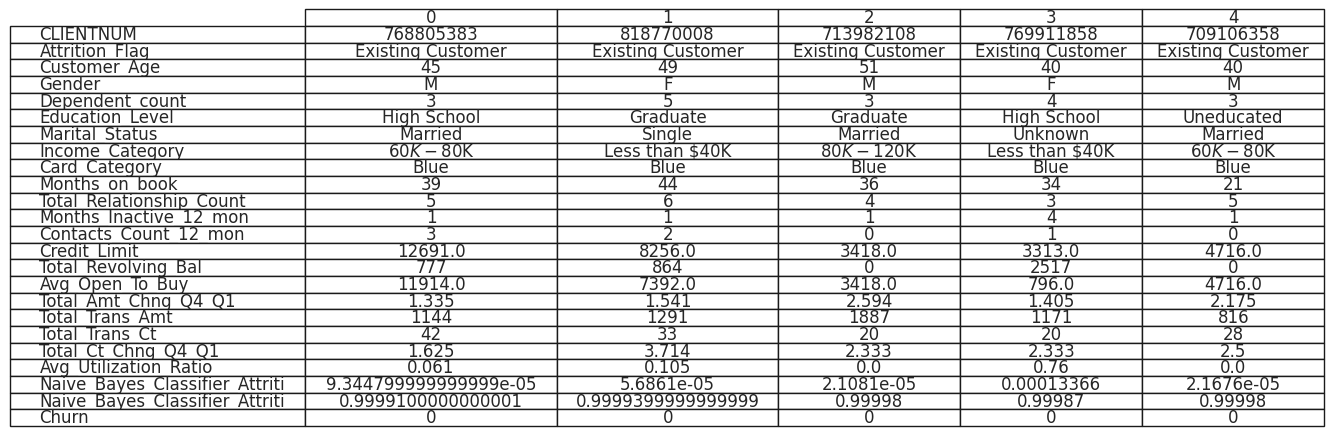 0 1 2 3 4
CLIENTNUM 768805383 818770008 713982108 769911858 709106358
Attrition_Flag Existing Customer Existing Customer Existing Customer Existing Customer Existing Customer
Customer_Age 45 49 51 40 40
Gender M F M F M
Dependent_count 3 5 3 4 3
Education_Level High School Graduate Graduate High School Uneducated
Marital_Status Married Single Married Unknown Married
Income_Category 60K − 80K Less than $40K 80K − 120K Less than $40K 60K − 80K
Card_Category Blue Blue Blue Blue Blue
Months_on_book 39 44 36 34 21
Total_Relationship_Count 5 6 4 3 5
Months_Inactive_12_mon 1 1 1 4 1
Contacts_Count_12_mon 3 2 0 1 0
Credit_Limit 12691.0 8256.0 3418.0 3313.0 4716.0
Total_Revolving_Bal 777 864 0 2517 0
Avg_Open_To_Buy 11914.0 7392.0 3418.0 796.0 4716.0
Total_Amt_Chng_Q4_Q1 1.335 1.541 2.594 1.405 2.175
Total_Trans_Amt 1144 1291 1887 1171 816
Total_Trans_Ct 42 33 20 20 28
Total_Ct_Chng_Q4_Q1 1.625 3.714 2.333 2.333 2.5
Avg_Utilization_Ratio 0.061 0.105 0.0 0.76 0.0
Naive_Bayes_Classifier_Attriti 9.344799999999999e-05 5.6861e-05 2.1081e-05 0.00013366 2.1676e-05
Naive_Bayes_Classifier_Attriti 0.9999100000000001 0.9999399999999999 0.99998 0.99987 0.99998
Churn 0 0 0 0 0